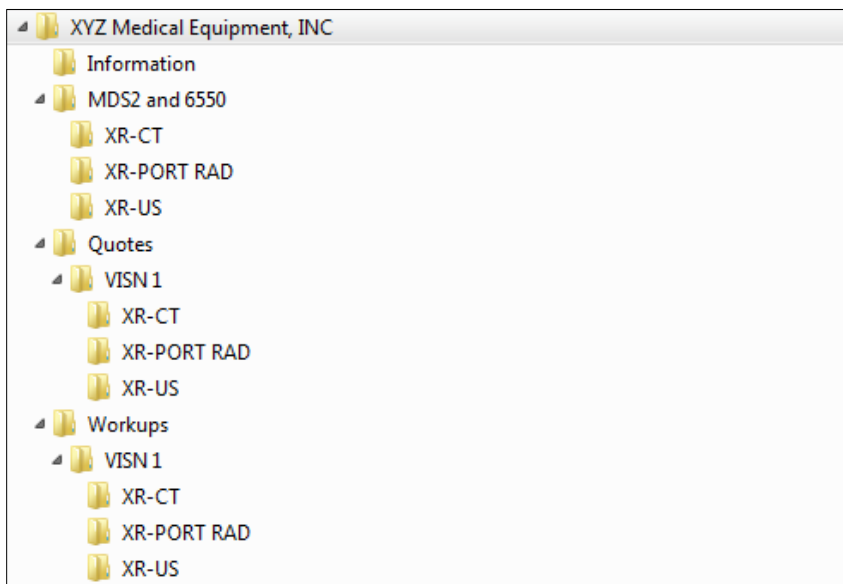 XYZ Medical Equipment, INC
Information
MDS2 and 6550
XR-CT
XR-PORT RAD
XR-US
Quotes
VISN 1
XR-CT
XR-PORT RAD
XR-US
Workups
VISN 1
XR-CT
XR-PORT RAD
XR-US